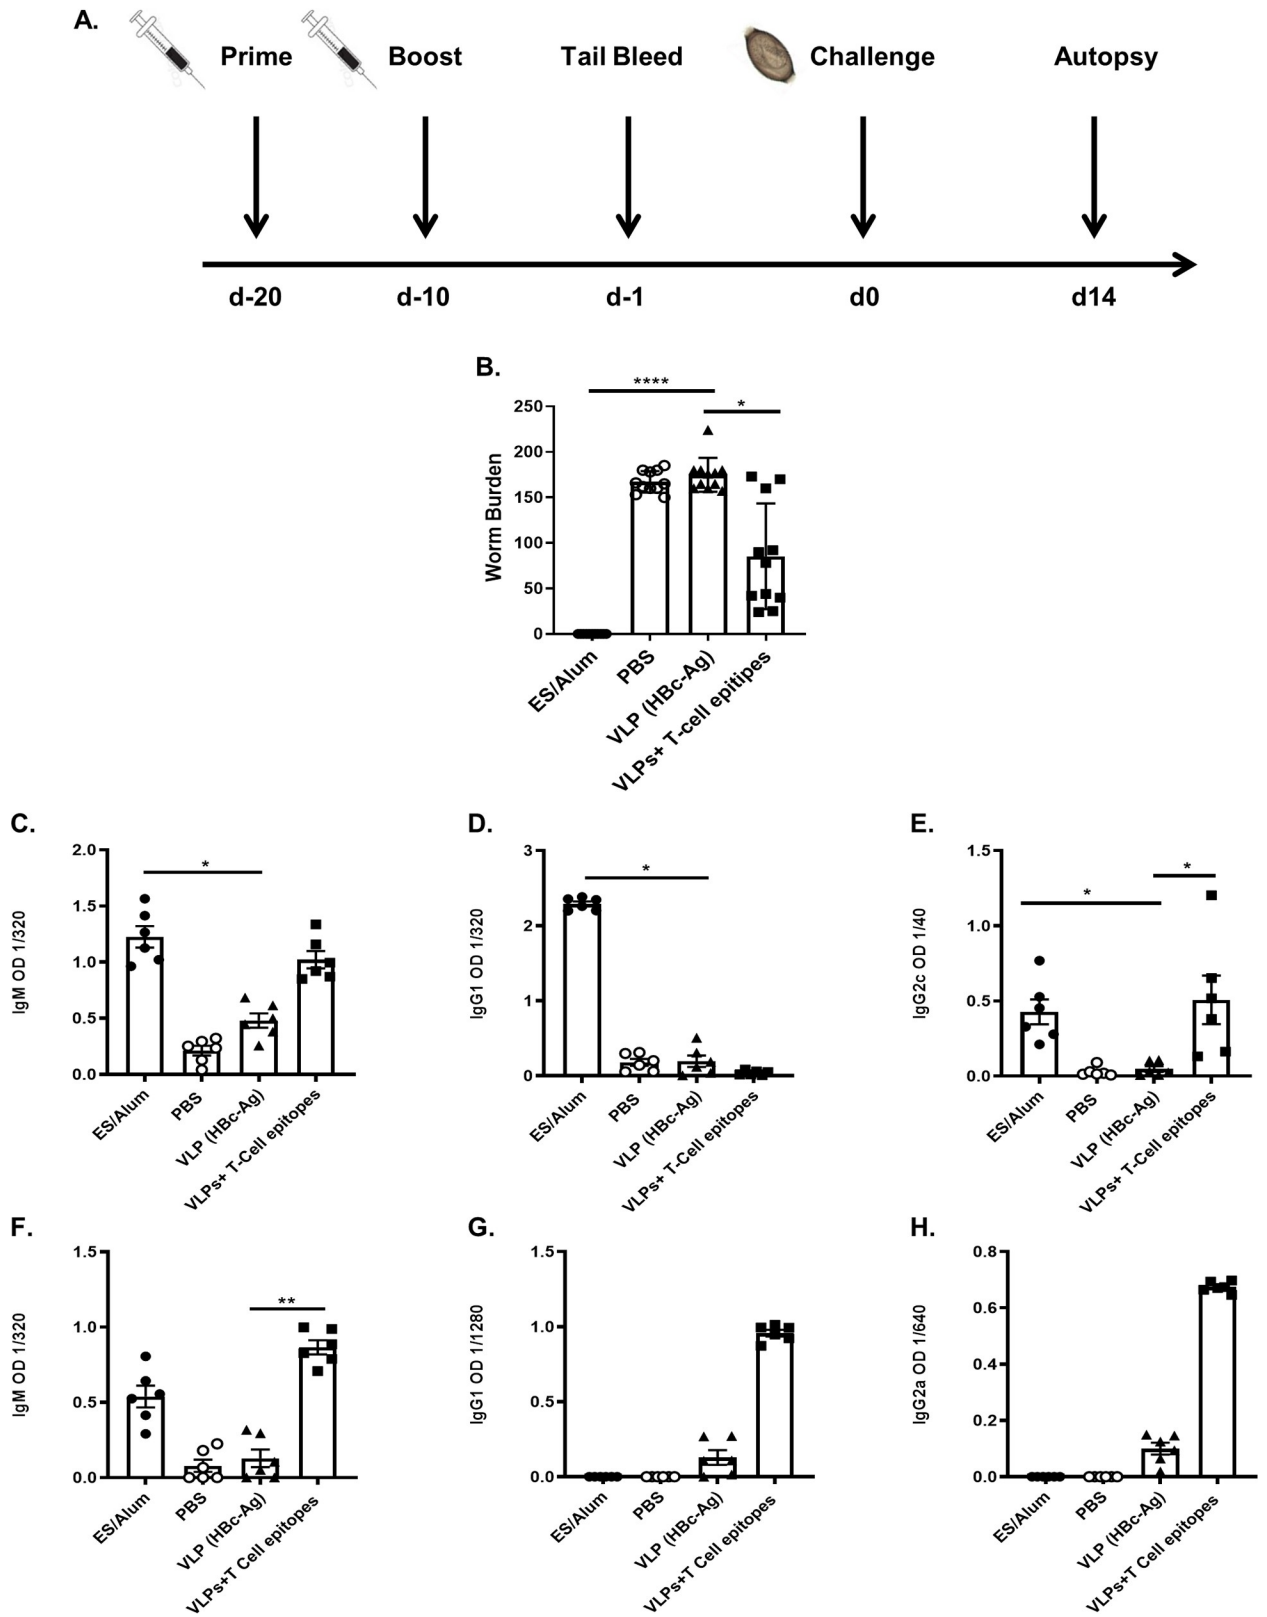 A.
Prime
Boost
Tail Bleed
Challenge
Autopsy
d-20
d-10
d-1
d0
d14
B.
****
*
250
200
150
100
50
0
Worm Burden
ES/Alum
PBS
VLP (HBc-Ag)
VLPs+ T-cell epitipes
C.
2.0
1.5
1.0
0.5
0.0
IgM OD 1/320
*
ES/Alum
PBS
VLP (HBc-Ag)
VLPs+ T-Cell epitopes
D.
3
2
1
0
IgG1 OD 1/320
*
ES/Alum
PBS
VLP (HBc-Ag)
VLPs+ T-Cell epitopes
E.
1.5
1.0
0.5
0.0
IgG2c OD 1/40
*
*
ES/Alum
PBS
VLP (HBc-Ag)
VLPs+ T-Cell epitopes
F.
1.5
1.0
0.5
0.0
IgM OD 1/320
**
ES/Alum
PBS
VLP (HBc-Ag)
VLPs+T Cell epitopes
G.
1.5
1.0
0.5
0.0
IgG1 OD 1/1280
ES/Alum
PBS
VLP (HBc-Ag)
VLPs+T Cell epitopes
H.
0.8
0.6
0.4
0.2
0.0
IgG2a OD 1/640
ES/Alum
PBS
VLP (HBc-Ag)
VLPs+T Cell epitopes